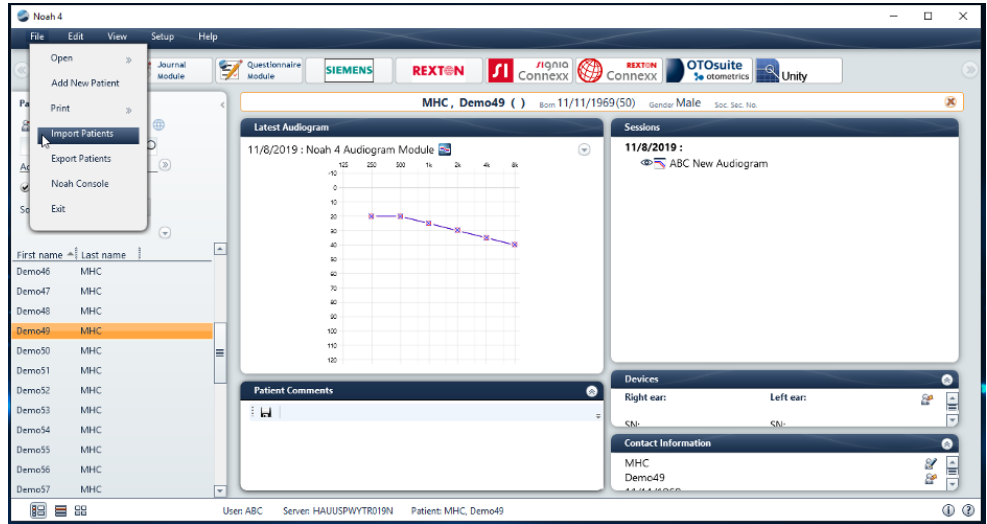 Noah 4
File Edit View Setup Help
Open
Add New Patient
Print
Import Patients
Export Patients
Noah Console
Exit
Journal Module
Questionnaire Module
SIEMENS
REXTON
signia Connexx
REXTON Connexx
OTOsuite otometrics
Unity
MHC, Demo49 ( ) Born 11/11/1969(50) Gender Male Soc. Sec. No.
Latest Audiogram
11/8/2019 : Noah 4 Audiogram Module
125 250 500 1k 2k 4k 8k
-10
0
10
20
30
40
50
60
70
80
90
100
110
120
Sessions
11/8/2019 :
ABC New Audiogram
First name Last name
Demo46 MHC
Demo47 MHC
Demo48 MHC
Demo49 MHC
Demo50 MHC
Demo51 MHC
Demo52 MHC
Demo53 MHC
Demo54 MHC
Demo55 MHC
Demo56 MHC
Demo57 MHC
Patient Comments
Devices
Right ear: Left ear:
SN: SN:
Contact Information
MHC
Demo49
11/11/1969
User: ABC Server: HAUUSPWYTR019N Patient: MHC, Demo49